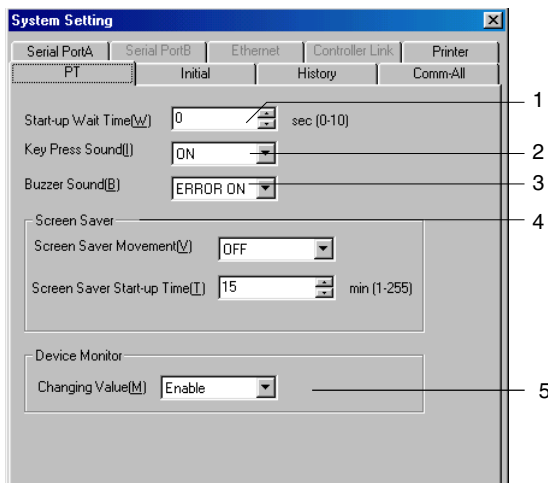 System Setting
Serial PortA Serial PortB Ethernet Controller Link Printer
PT Initial History Comm-All
Start-up Wait Time(W) 0 sec (0-10) 1
Key Press Sound(I) ON 2
Buzzer Sound(B) ERROR ON 3
Screen Saver 4
Screen Saver Movement(V) OFF
Screen Saver Start-up Time(T) 15 min (1-255)
Device Monitor
Changing Value(M) Enable 5